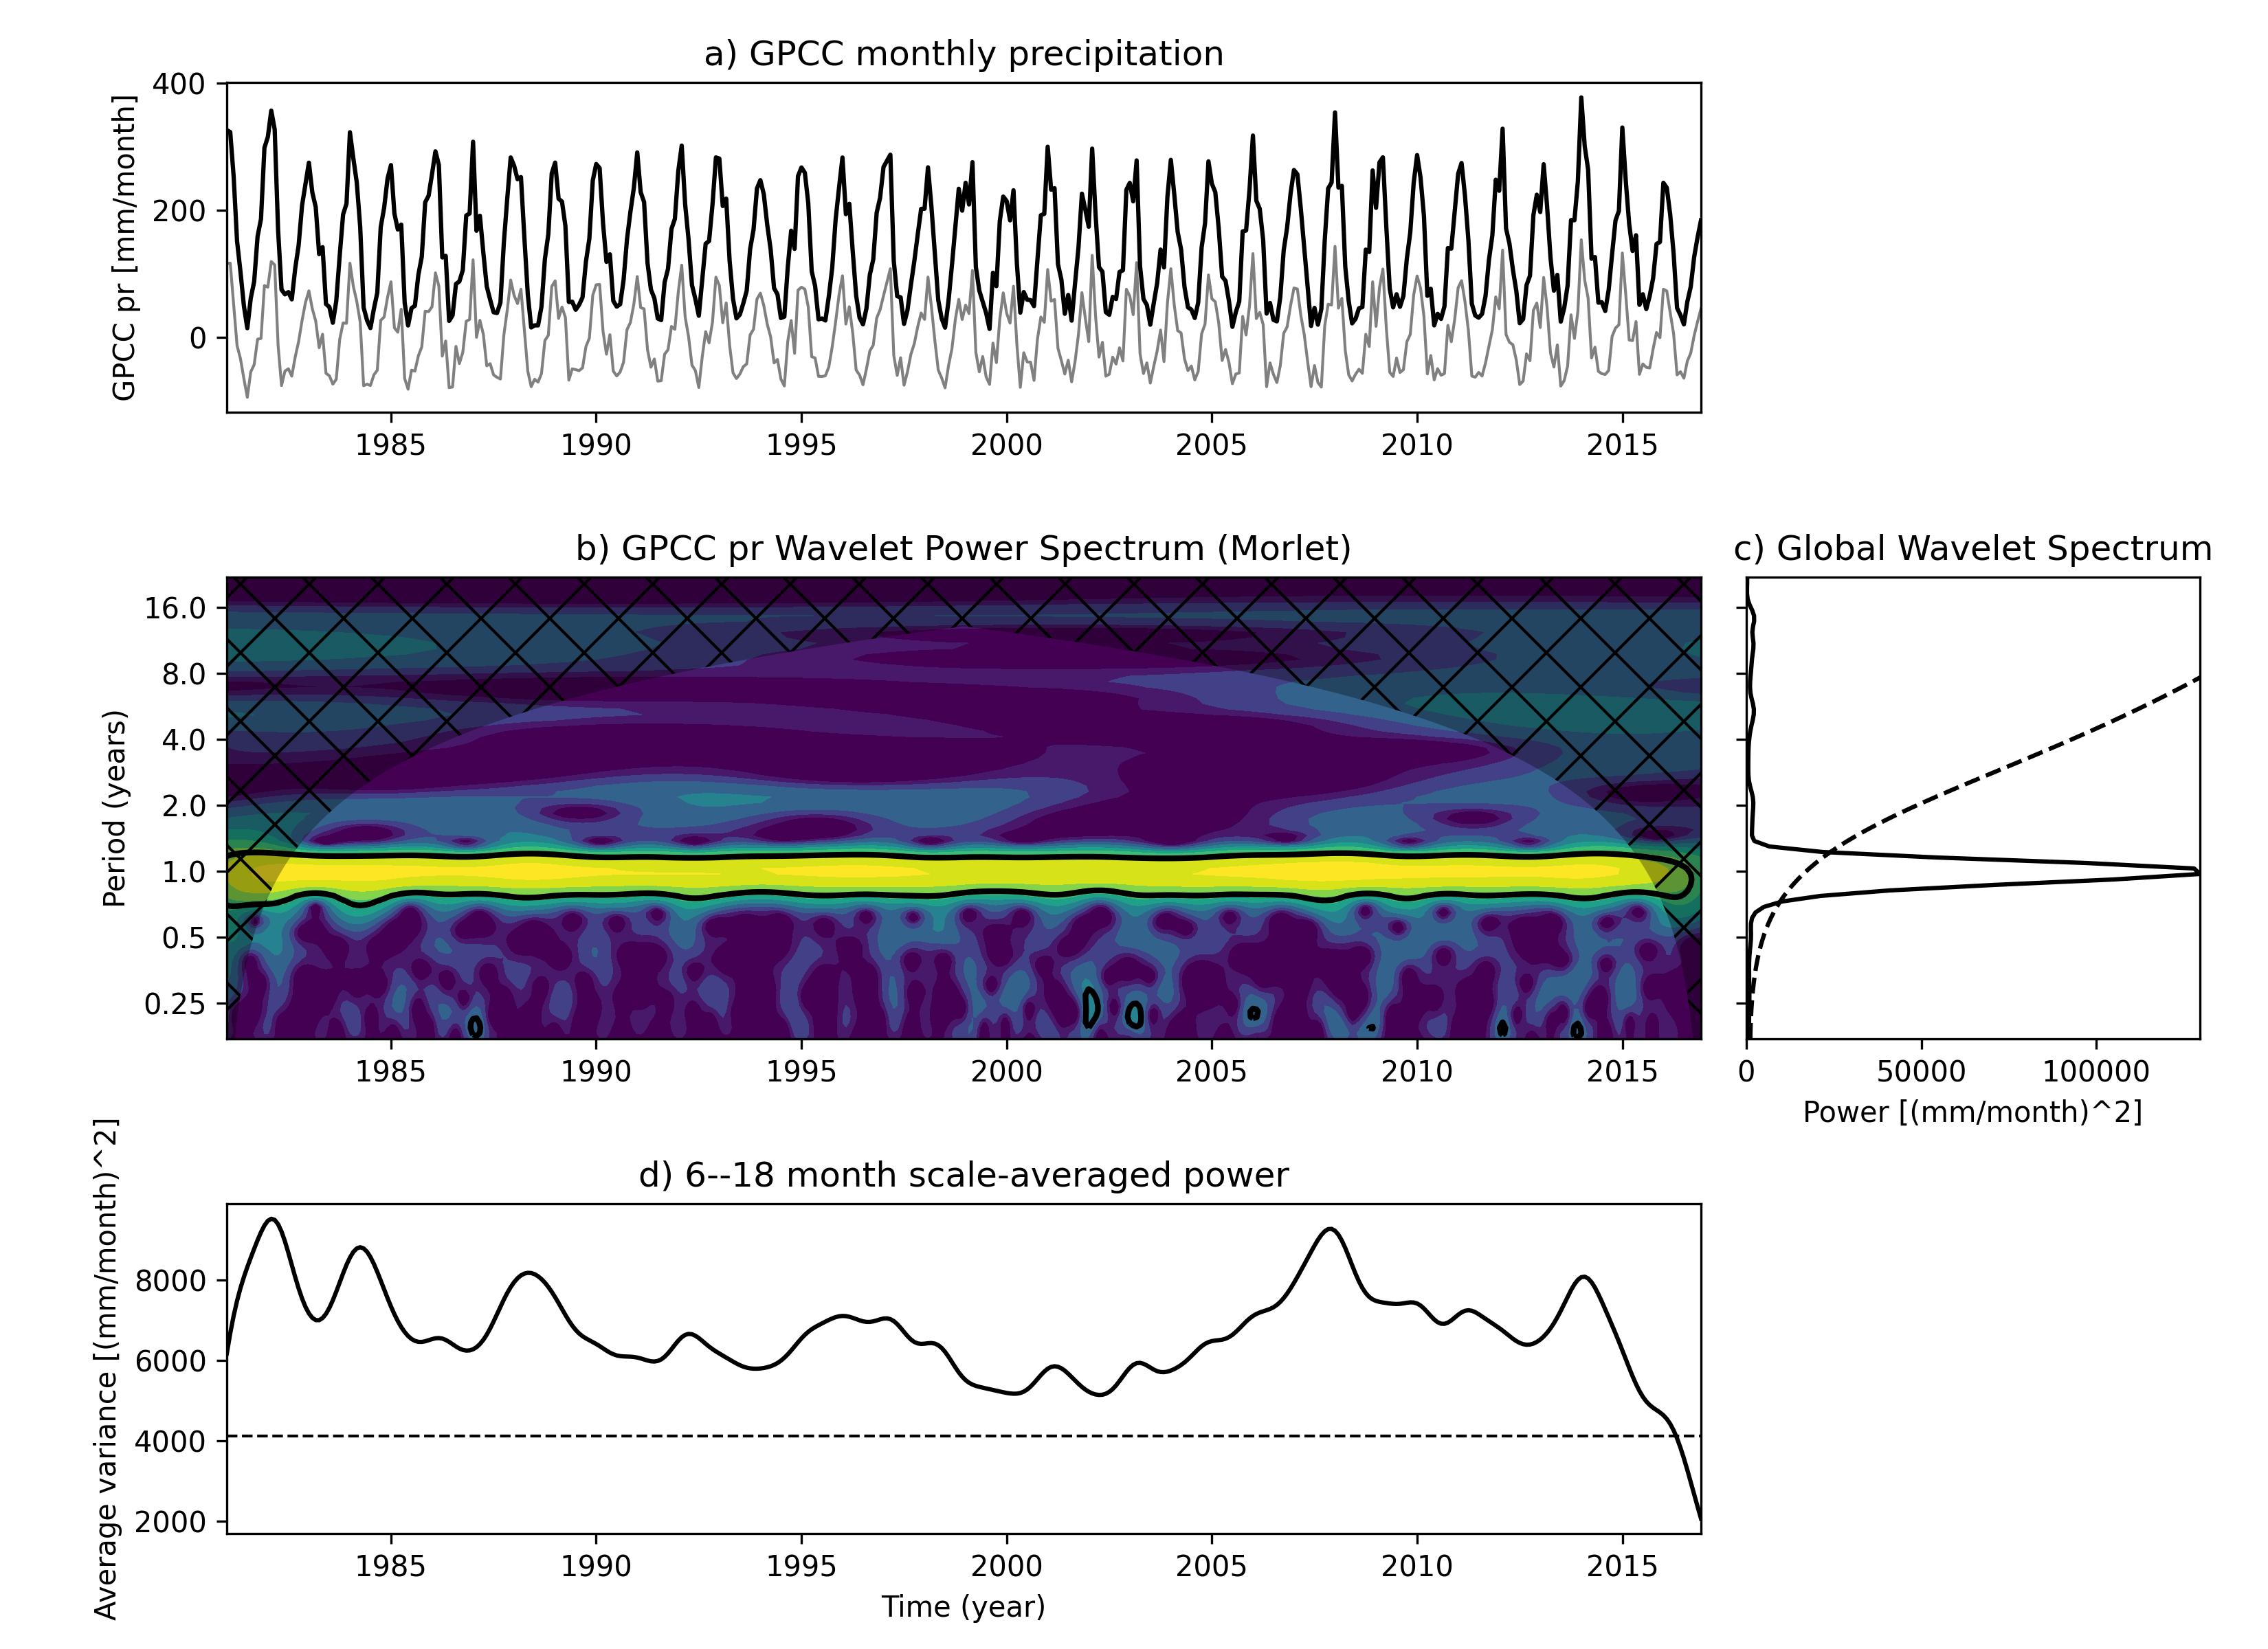 a) GPCC monthly precipitation
GPCC pr [mm/month]
400
200
0
1985 1990 1995 2000 2005 2010 2015
b) GPCC pr Wavelet Power Spectrum (Morlet)
Period (years)
16.0
8.0
4.0
2.0
1.0
0.5
0.25
1985 1990 1995 2000 2005 2010 2015
c) Global Wavelet Spectrum
0 50000 100000
Power [(mm/month)^2]
d) 6--18 month scale-averaged power
Average variance [(mm/month)^2]
8000
6000
4000
2000
1985 1990 1995 2000 2005 2010 2015
Time (year)